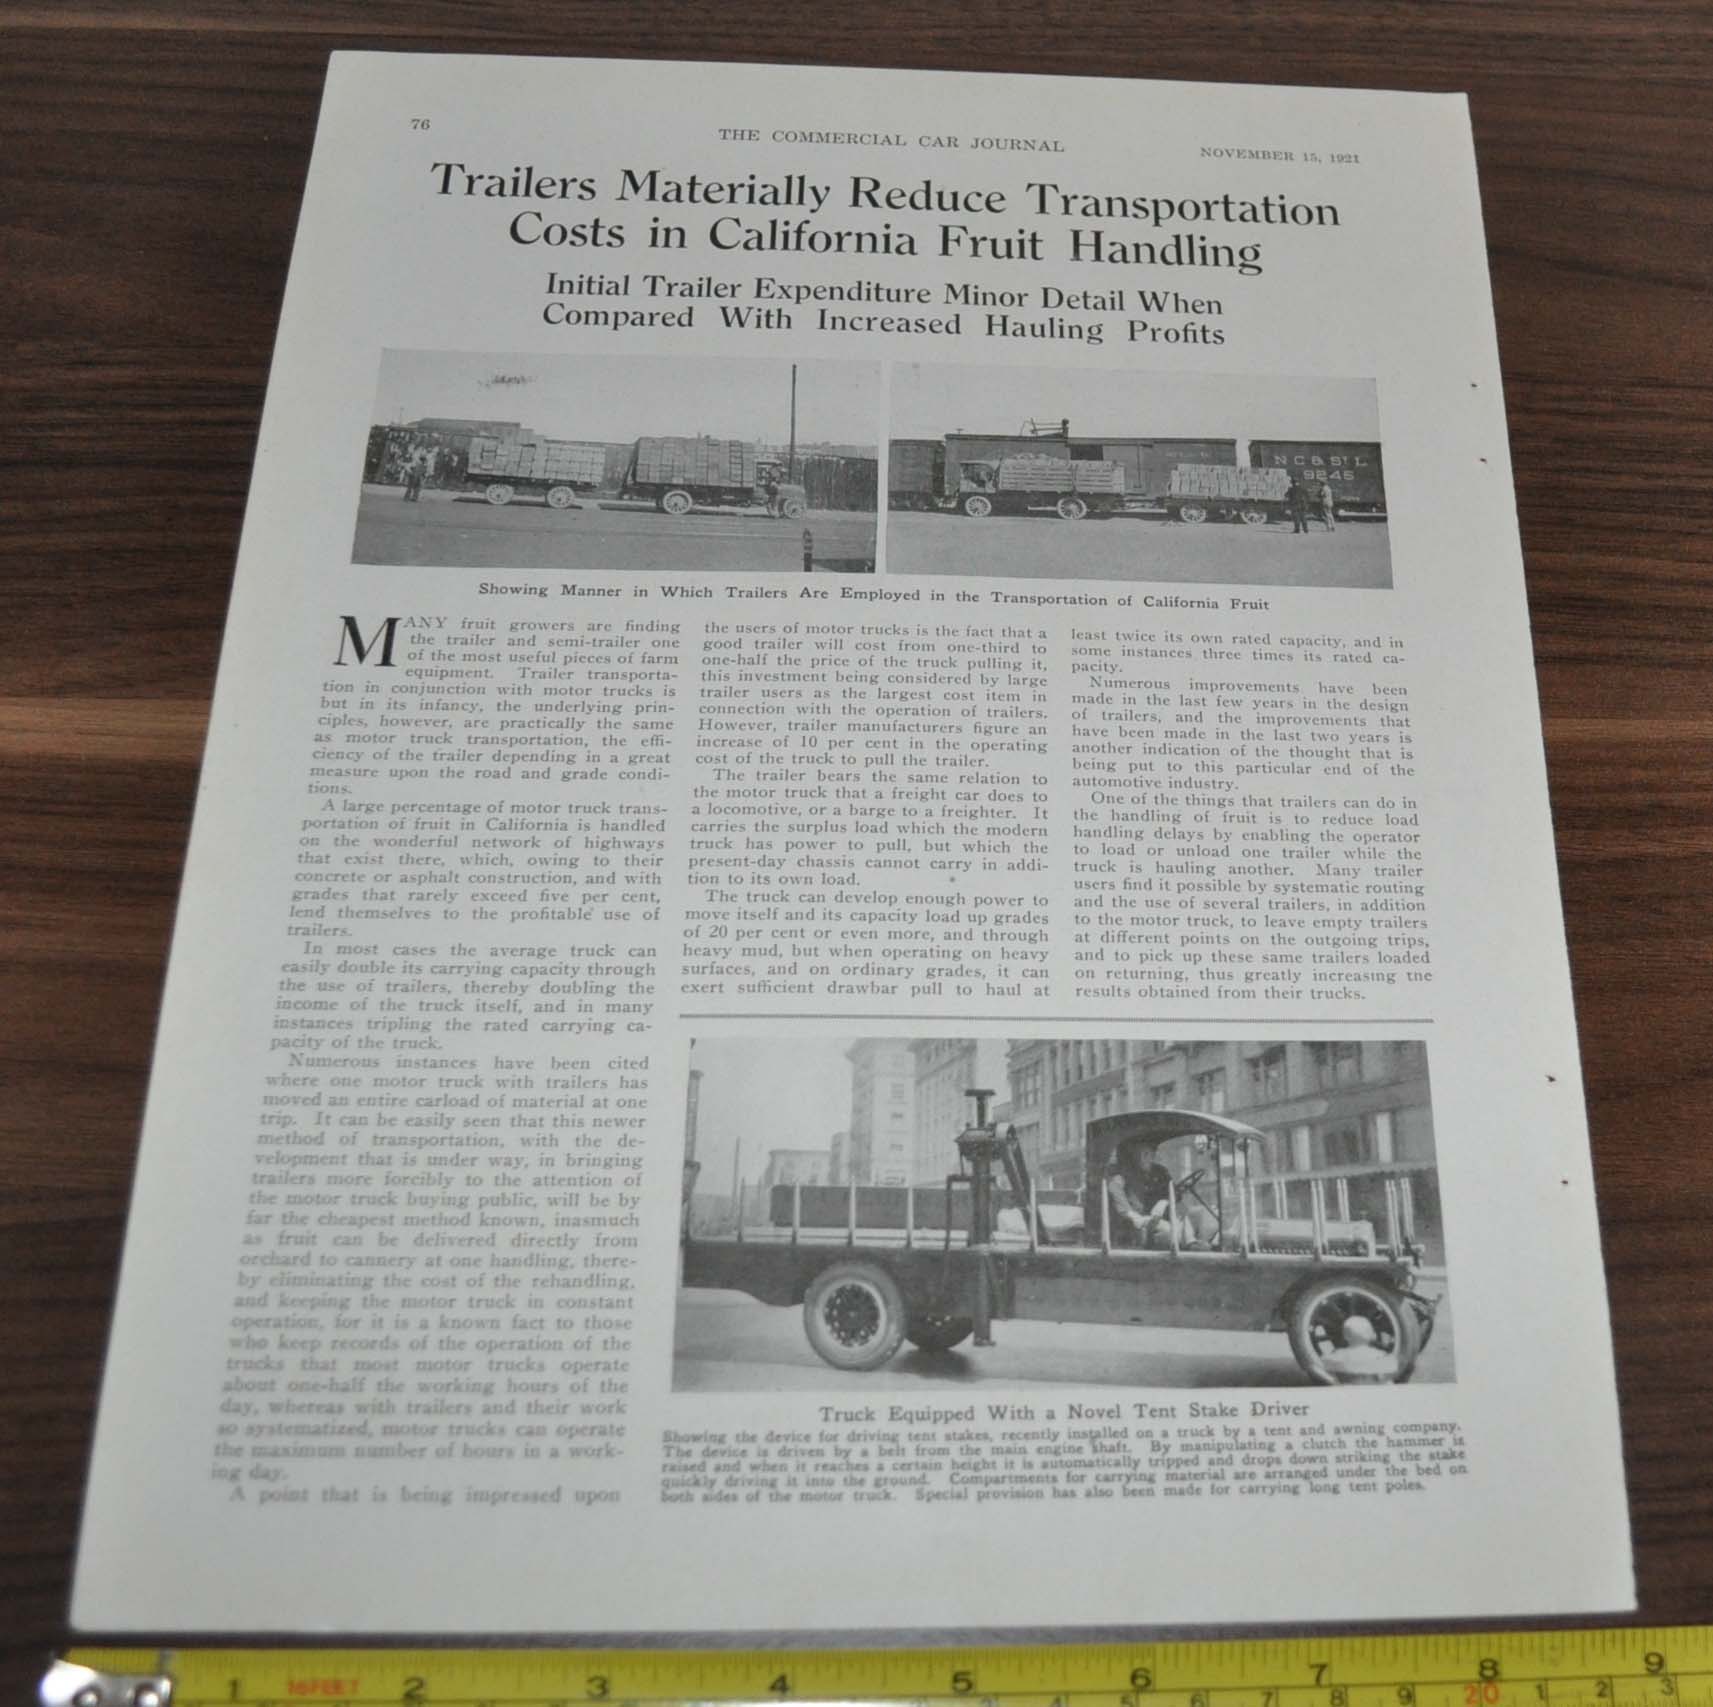 76
THE COMMERCIAL CAR JOURNAL
NOVEMBER 15, 1921
Trailers Materially Reduce Transportation
Costs in California Fruit Handling
Initial Trailer Expenditure Minor Detail When
Compared With Increased Hauling Profits
N C & St L
9245
Showing Manner in Which Trailers Are Employed in the Transportation of California Fruit
MANY fruit growers are finding
the trailer and semi-trailer one
of the most useful pieces of farm
equipment. Trailer transporta-
tion in conjunction with motor trucks is
but in its infancy, the underlying prin-
ciples, however, are practically the same
as motor truck transportation, the effi-
ciency of the trailer depending in a great
measure upon the road and grade condi-
tions.
A large percentage of motor truck trans-
portation of fruit in California is handled
on the wonderful network of highways
that exist there, which, owing to their
concrete or asphalt construction, and with
grades that rarely exceed five per cent,
lend themselves to the profitable use of
trailers.
In most cases the average truck can
easily double its carrying capacity through
the use of trailers, thereby doubling the
income of the truck itself, and in many
instances tripling the rated carrying ca-
pacity of the truck.
Numerous instances have been cited
where one motor truck with trailers has
moved an entire carload of material at one
trip. It can be easily seen that this newer
method of transportation, with the de-
velopment that is under way, in bringing
trailers more forcibly to the attention of
the motor truck buying public, will be by
far the cheapest method known, inasmuch
as fruit can be delivered directly from
orchard to cannery at one handling, there-
by eliminating the cost of the rehandling,
and keeping the motor truck in constant
operation, for it is a known fact to those
who keep records of the operation of the
trucks that most motor trucks operate
about one-half the working hours of the
day, whereas with trailers and their work
so systematized, motor trucks can operate
the maximum number of hours in a work-
ing day.
A point that is being impressed upon
the users of motor trucks is the fact that a
good trailer will cost from one-third to
one-half the price of the truck pulling it,
this investment being considered by large
trailer users as the largest cost item in
connection with the operation of trailers.
However, trailer manufacturers figure an
increase of 10 per cent in the operating
cost of the truck to pull the trailer.
The trailer bears the same relation to
the motor truck that a freight car does to
a locomotive, or a barge to a freighter. It
carries the surplus load which the modern
truck has power to pull, but which the
present-day chassis cannot carry in addi-
tion to its own load.
The truck can develop enough power to
move itself and its capacity load up grades
of 20 per cent or even more, and through
heavy mud, but when operating on heavy
surfaces, and on ordinary grades, it can
exert sufficient drawbar pull to haul at
least twice its own rated capacity, and in
some instances three times its rated ca-
pacity.
Numerous improvements have been
made in the last few years in the design
of trailers, and the improvements that
have been made in the last two years is
another indication of the thought that is
being put to this particular end of the
automotive industry.
One of the things that trailers can do in
the handling of fruit is to reduce load
handling delays by enabling the operator
to load or unload one trailer while the
truck is hauling another. Many trailer
users find it possible by systematic routing
and the use of several trailers, in addition
to the motor truck, to leave empty trailers
at different points on the outgoing trips,
and to pick up these same trailers loaded
on returning, thus greatly increasing the
results obtained from their trucks.
Truck Equipped With a Novel Tent Stake Driver
Showing the device for driving tent stakes, recently installed on a truck by a tent and awning company.
The device is driven by a belt from the main engine shaft. By manipulating a clutch the hammer is
raised and when it reaches a certain height it is automatically tripped and drops down striking the stake
quickly driving it into the ground. Compartments for carrying material are arranged under the bed on
both sides of the motor truck. Special provision has also been made for carrying long tent poles.
1 16FEET 2 3 4 5 6 7 8 9
4 5 6 7 8 9 20 1 2 3